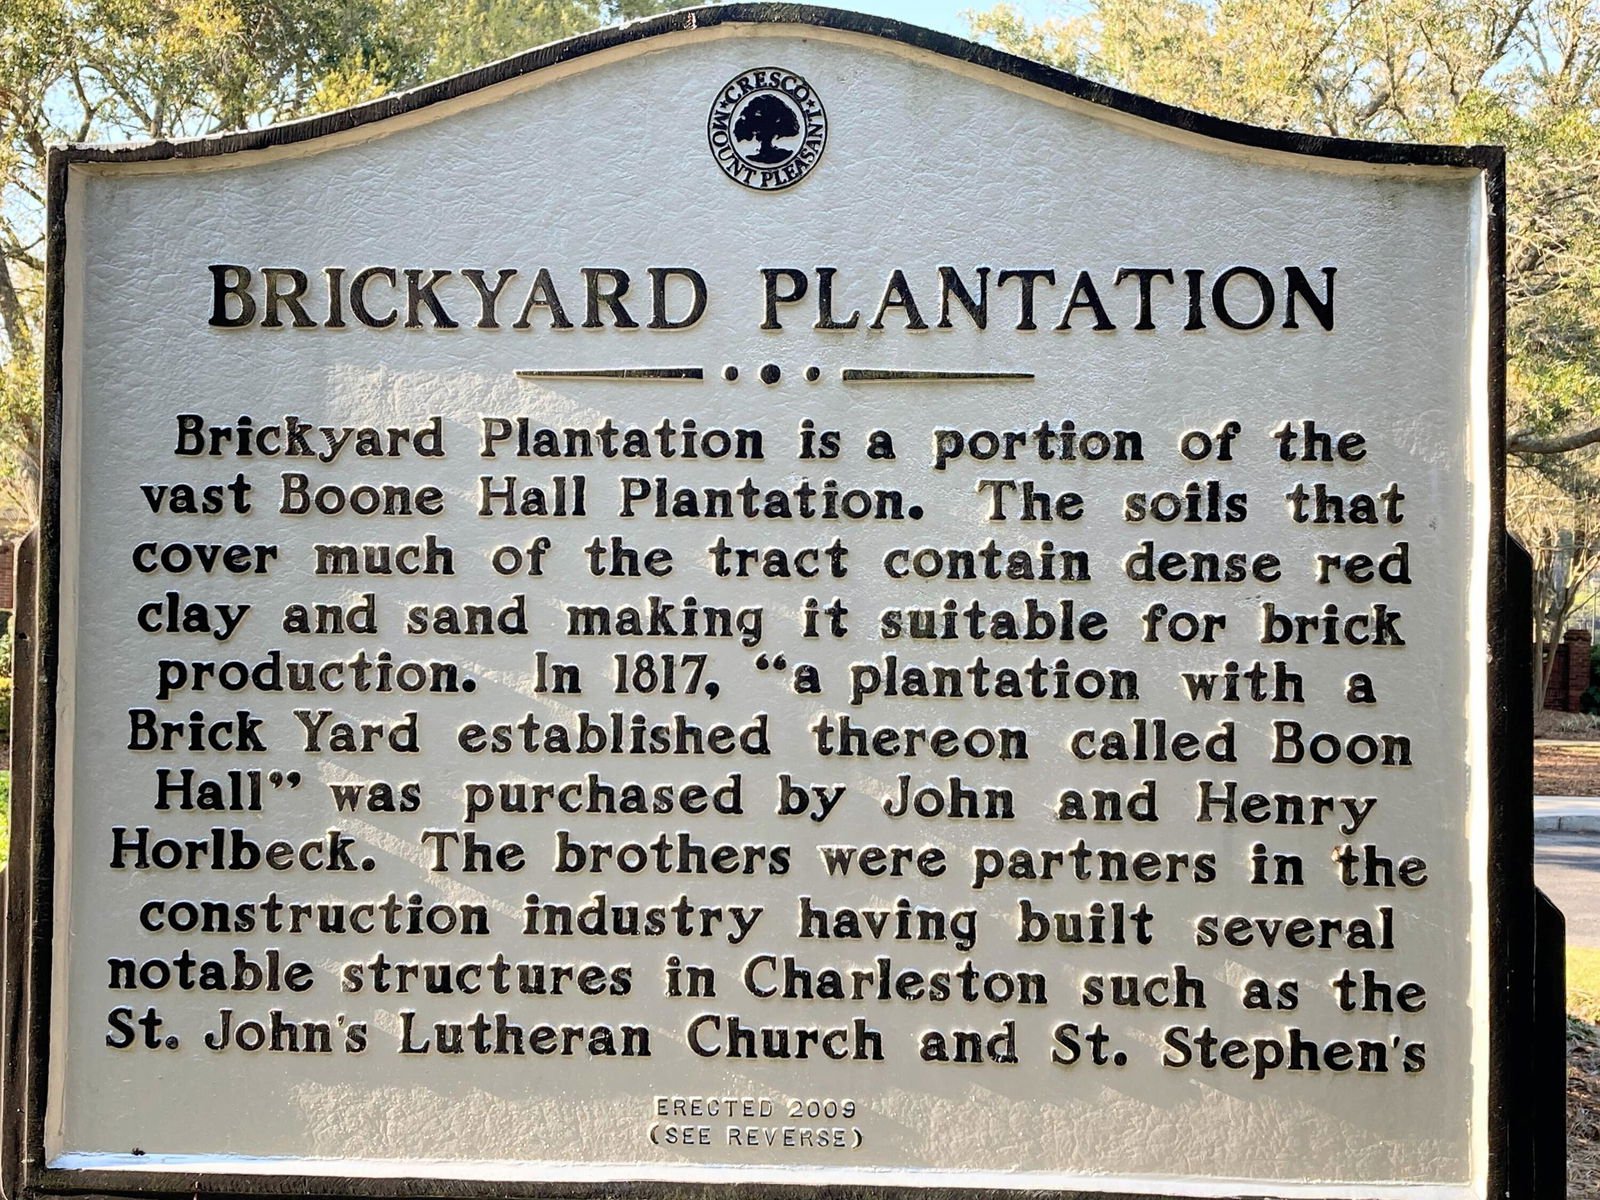 CRESCO
MOUNT PLEASANT
BRICKYARD PLANTATION
Brickyard Plantation is a portion of the
vast Boone Hall Plantation. The soils that
cover much of the tract contain dense red
clay and sand making it suitable for brick
production. In 1817, “a plantation with a
Brick Yard established thereon called Boon
Hall” was purchased by John and Henry
Horlbeck. The brothers were partners in the
construction industry having built several
notable structures in Charleston such as the
St. John's Lutheran Church and St. Stephen's
ERECTED 2009
(SEE REVERSE)